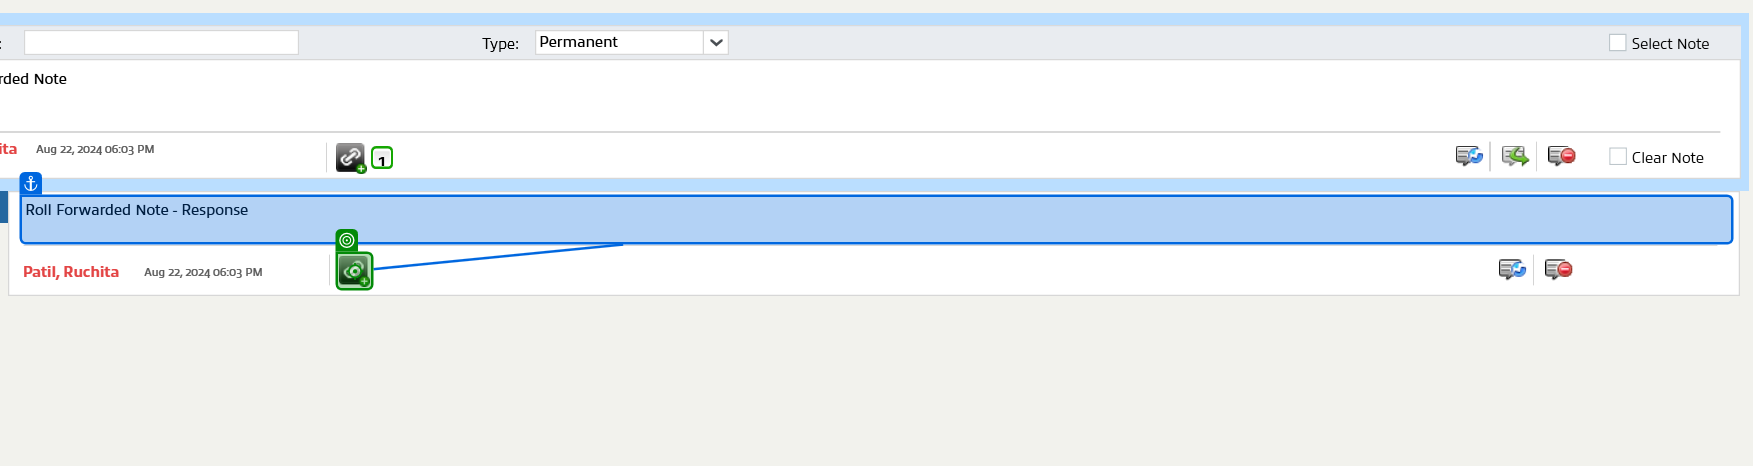 : Type: Permanent Select Note
rded Note
ita Aug 22, 2024 06:03 PM 1 Clear Note
Roll Forwarded Note - Response
Patil, Ruchita Aug 22, 2024 06:03 PM